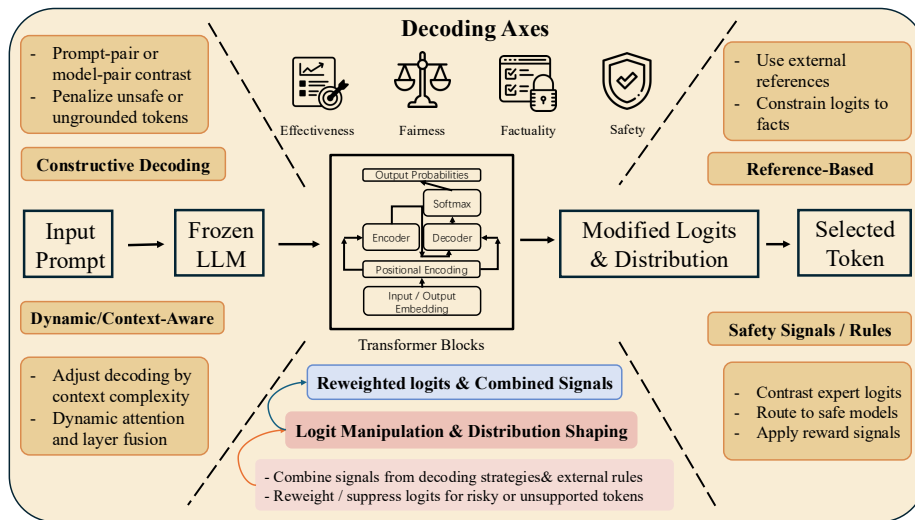 Decoding Axes
- Prompt-pair or
model-pair contrast
- Penalize unsafe or
ungrounded tokens
Effectiveness
Fairness
Factuality
Safety
- Use external
references
- Constrain logits to
facts
Constructive Decoding
Reference-Based
Input
Prompt
Frozen
LLM
Output Probabilities
Softmax
Encoder
Decoder
Positional Encoding
Input / Output
Embedding
Transformer Blocks
Modified Logits
& Distribution
Selected
Token
Dynamic/Context-Aware
Safety Signals / Rules
- Adjust decoding by
context complexity
- Dynamic attention
and layer fusion
Reweighted logits & Combined Signals
Logit Manipulation & Distribution Shaping
- Combine signals from decoding strategies& external rules
- Reweight / suppress logits for risky or unsupported tokens
- Contrast expert logits
- Route to safe models
- Apply reward signals